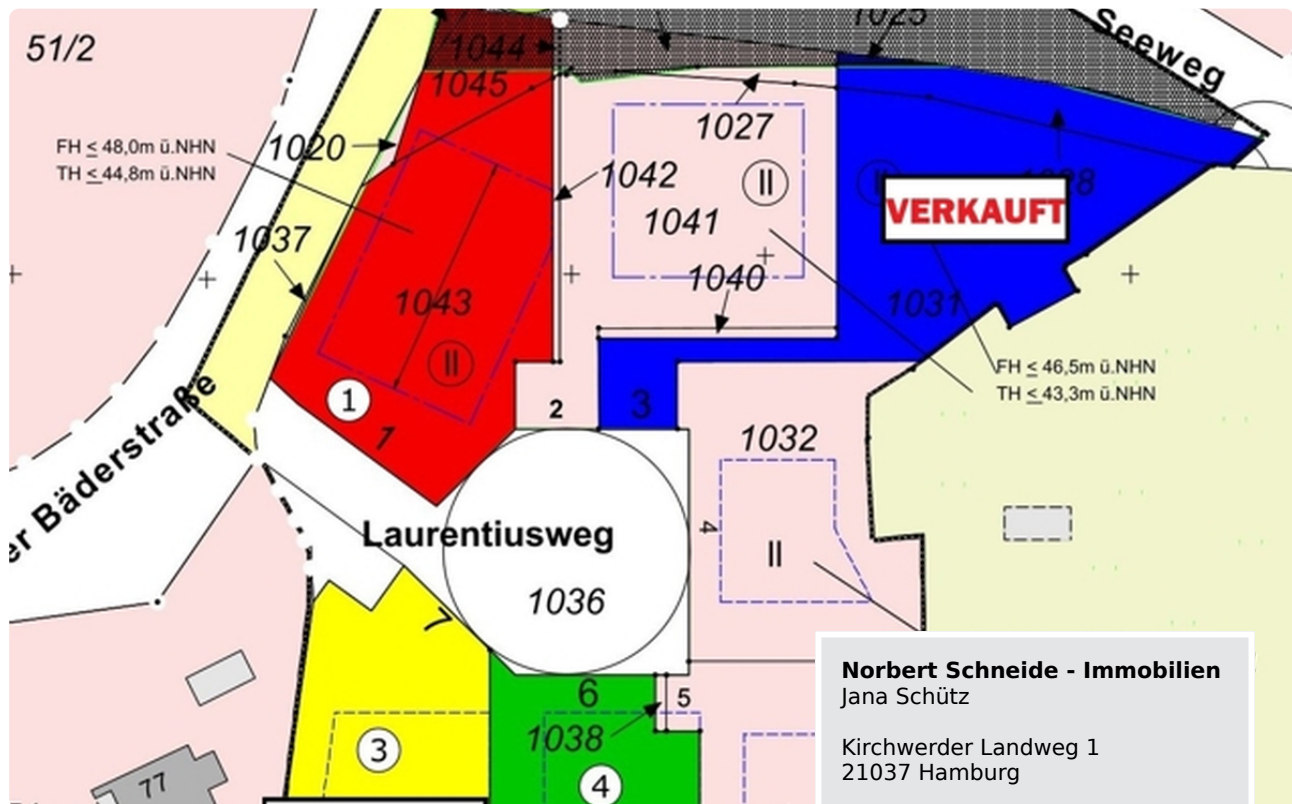 51/2
1044
1045
1025
Seeweg
FH ≤ 48,0m ü.NHN
TH ≤ 44,8m ü.NHN
1020
1027
1042
II
1041
VERKAUFT
1037
1040
1043
1031
II
1
1
2
3
FH ≤ 46,5m ü.NHN
TH ≤ 43,3m ü.NHN
1032
er Bäderstraße
Laurentiusweg
4
II
1036
7
6
5
1038
3
4
77
Norbert Schneide - Immobilien
Jana Schütz
Kirchwerder Landweg 1
21037 Hamburg